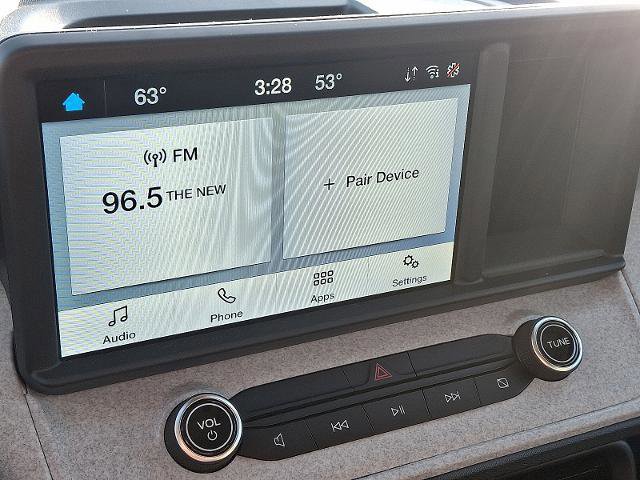 63° 3:28 53°
FM
96.5 THE NEW
+ Pair Device
Audio Phone Apps Settings
VOL
TUNE